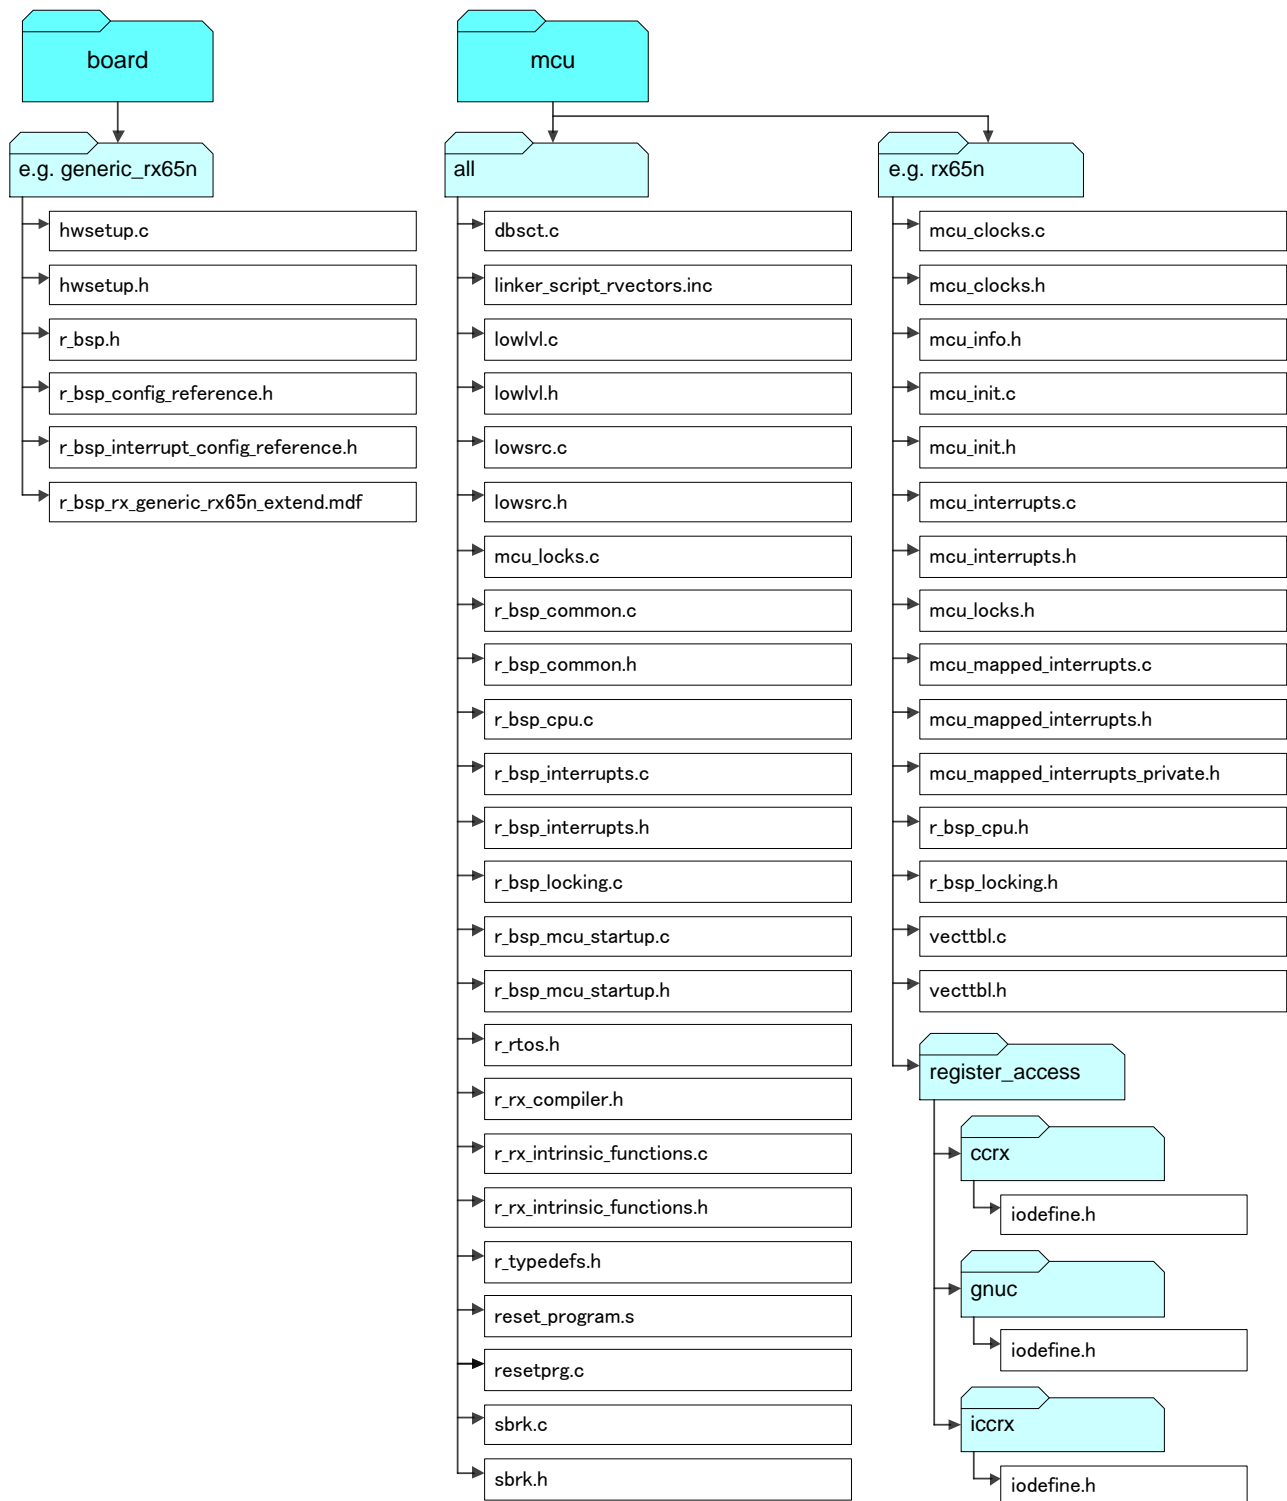 board
e.g. generic_rx65n
hwsetup.c
hwsetup.h
r_bsp.h
r_bsp_config_reference.h
r_bsp_interrupt_config_reference.h
r_bsp_rx_generic_rx65n_extend.mdf
mcu
all
dbsct.c
linker_script_rvectors.inc
lowlvl.c
lowlvl.h
lowsrc.c
lowsrc.h
mcu_locks.c
r_bsp_common.c
r_bsp_common.h
r_bsp_cpu.c
r_bsp_interrupts.c
r_bsp_interrupts.h
r_bsp_locking.c
r_bsp_mcu_startup.c
r_bsp_mcu_startup.h
r_rtos.h
r_rx_compiler.h
r_rx_intrinsic_functions.c
r_rx_intrinsic_functions.h
r_typedefs.h
reset_program.s
resetprg.c
sbrk.c
sbrk.h
e.g. rx65n
mcu_clocks.c
mcu_clocks.h
mcu_info.h
mcu_init.c
mcu_init.h
mcu_interrupts.c
mcu_interrupts.h
mcu_locks.h
mcu_mapped_interrupts.c
mcu_mapped_interrupts.h
mcu_mapped_interrupts_private.h
r_bsp_cpu.h
r_bsp_locking.h
vecttbl.c
vecttbl.h
register_access
ccrx
iodefine.h
gnuc
iodefine.h
iccrx
iodefine.h